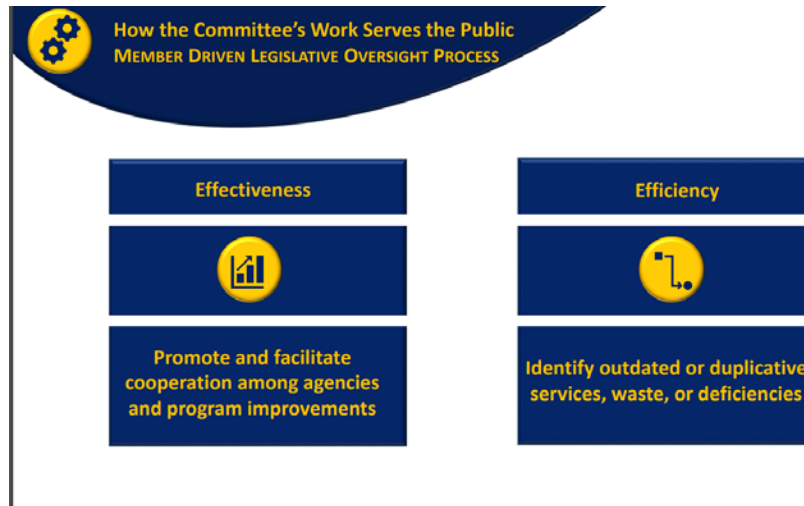 How the Committee's Work Serves the Public
MEMBER DRIVEN LEGISLATIVE OVERSIGHT PROCESS
Effectiveness
Efficiency
Promote and facilitate
cooperation among agencies
and program improvements
Identify outdated or duplicative
services, waste, or deficiencies